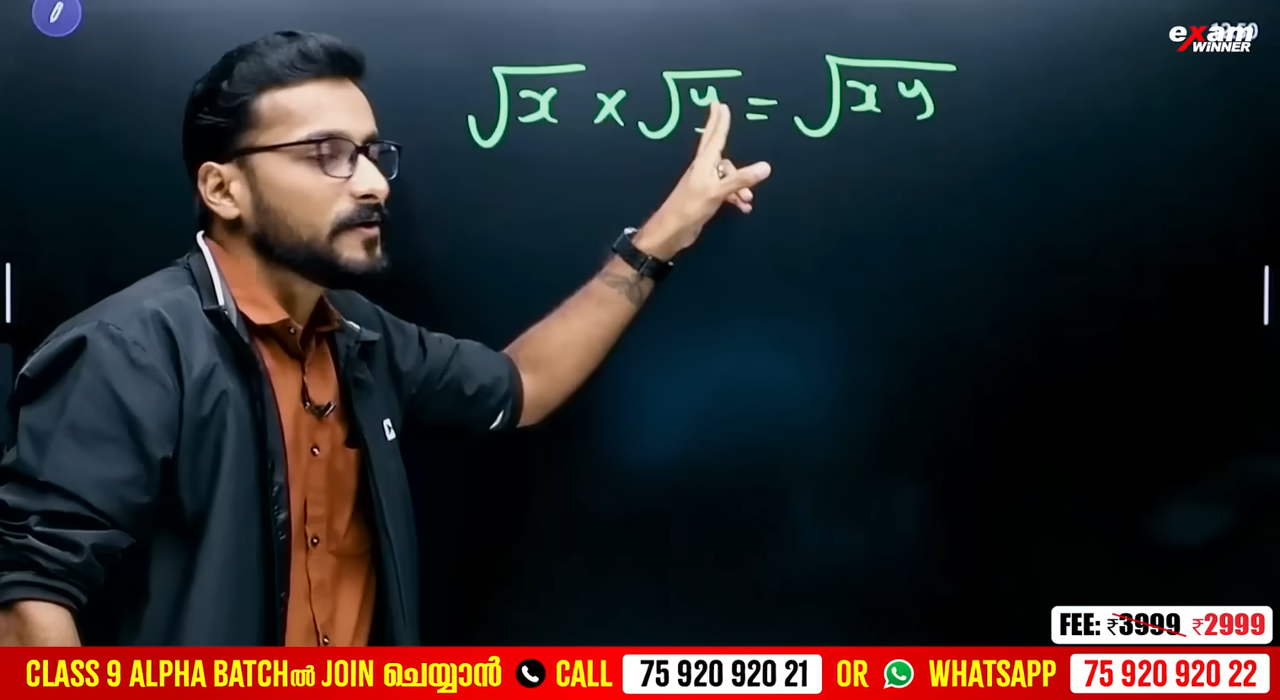 exam
WiNNER
√x × √y = √xy
FEE: ₹3999 ₹2999
CLASS 9 ALPHA BATCHൽ JOIN ചെയ്യാൻ CALL 75 920 920 21 OR WHATSAPP 75 920 920 22